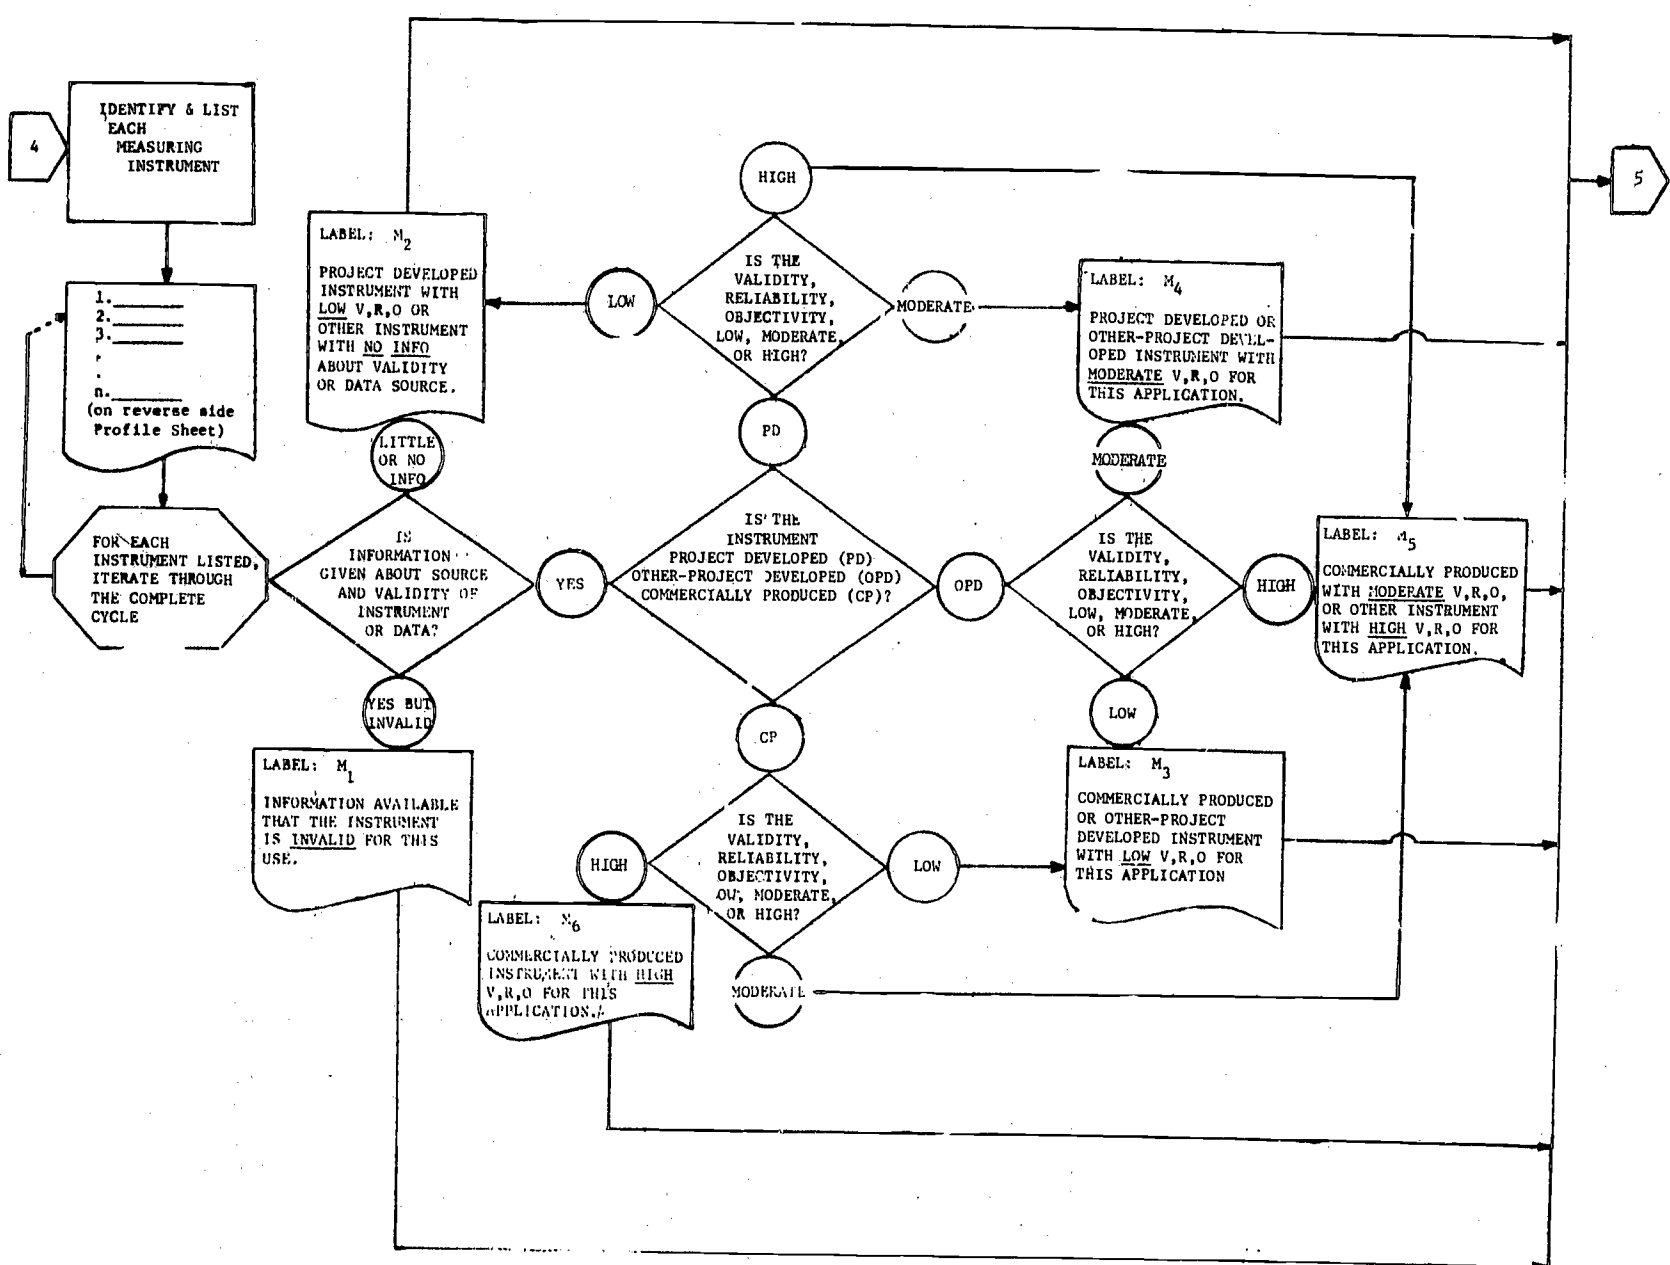 4
IDENTIFY & LIST
EACH
MEASURING
INSTRUMENT
1.
2.
3.
n.
(on reverse side
Profile Sheet)
FOR EACH
INSTRUMENT LISTED,
ITERATE THROUGH
THE COMPLETE
CYCLE
LABEL: M2
PROJECT DEVELOPED
INSTRUMENT WITH
LOW V,R,O OR
OTHER INSTRUMENT
WITH NO INFO
ABOUT VALIDITY
OR DATA SOURCE.
LITTLE
OR NO
INFO
IS
INFORMATION
GIVEN ABOUT SOURCE
AND VALIDITY OF
INSTRUMENT
OR DATA?
YES BUT
INVALID
LABEL: M1
INFORMATION AVAILABLE
THAT THE INSTRUMENT
IS INVALID FOR THIS
USE.
YES
HIGH
IS THE
VALIDITY,
RELIABILITY,
OBJECTIVITY,
LOW, MODERATE,
OR HIGH?
LOW
MODERATE
PD
IS THE
INSTRUMENT
PROJECT DEVELOPED (PD)
OTHER-PROJECT DEVELOPED (OPD)
COMMERCIALLY PRODUCED (CP)?
OPD
CP
IS THE
VALIDITY,
RELIABILITY,
OBJECTIVITY,
OW, MODERATE,
OR HIGH?
HIGH
LOW
MODERATE
LABEL: M6
COMMERCIALLY PRODUCED
INSTRUMENT WITH HIGH
V,R,O FOR THIS
APPLICATION.
LABEL: M4
PROJECT DEVELOPED OR
OTHER-PROJECT DEVEL-
OPED INSTRUMENT WITH
MODERATE V,R,O FOR
THIS APPLICATION.
MODERATE
IS THE
VALIDITY,
RELIABILITY,
OBJECTIVITY,
LOW, MODERATE,
OR HIGH?
HIGH
LOW
LABEL: M3
COMMERCIALLY PRODUCED
OR OTHER-PROJECT
DEVELOPED INSTRUMENT
WITH LOW V,R,O FOR
THIS APPLICATION
LABEL: M5
COMMERCIALLY PRODUCED
WITH MODERATE V,R,O,
OR OTHER INSTRUMENT
WITH HIGH V,R,O FOR
THIS APPLICATION.
5